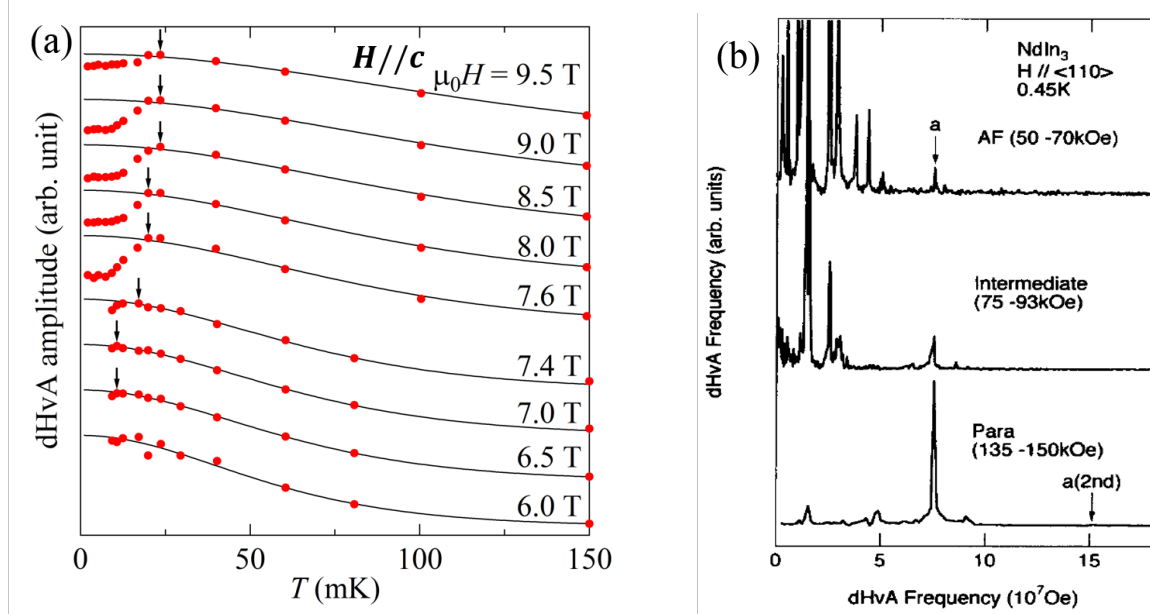 (a)
H//c
μ₀H = 9.5 T
9.0 T
8.5 T
8.0 T
7.6 T
7.4 T
7.0 T
6.5 T
6.0 T
dHvA amplitude (arb. unit)
0
50
100
150
T (mK)
(b)
NdIn₃
H // <110>
0.45K
AF (50 -70kOe)
a
Intermediate
(75 -93kOe)
Para
(135 -150kOe)
a(2nd)
dHvA Frequency (arb. units)
0
5
10
15
dHvA Frequency (10⁷Oe)